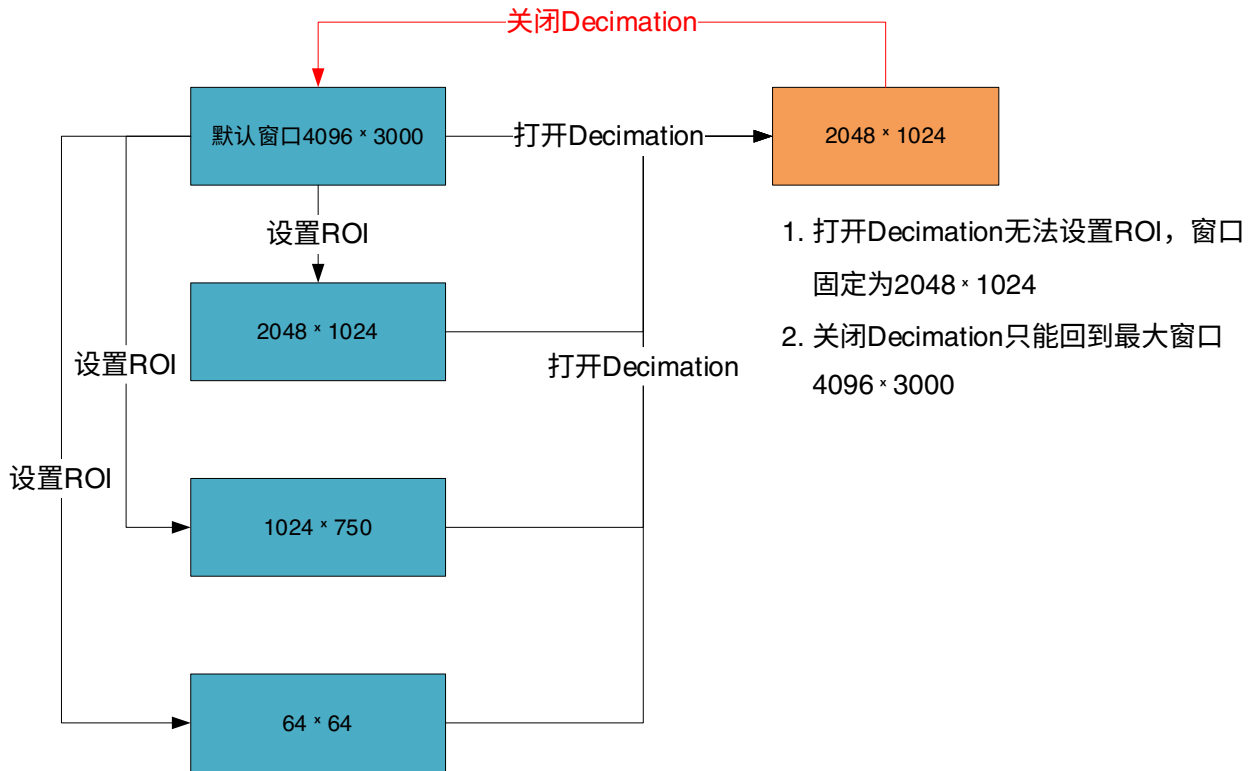 关闭Decimation
默认窗口4096 × 3000
打开Decimation
2048 × 1024
设置ROI
1. 打开Decimation无法设置ROI，窗口
固定为2048 × 1024
2. 关闭Decimation只能回到最大窗口
4096 × 3000
2048 × 1024
设置ROI
打开Decimation
设置ROI
1024 × 750
64 × 64